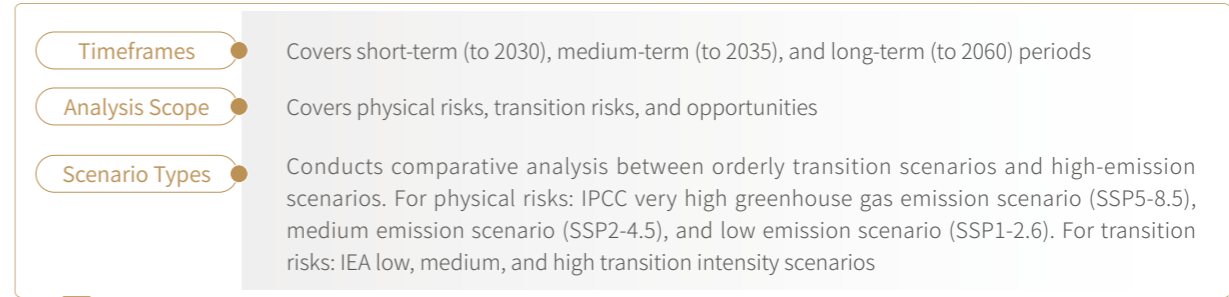 Timeframes
Covers short-term (to 2030), medium-term (to 2035), and long-term (to 2060) periods
Analysis Scope
Covers physical risks, transition risks, and opportunities
Scenario Types
Conducts comparative analysis between orderly transition scenarios and high-emission
scenarios. For physical risks: IPCC very high greenhouse gas emission scenario (SSP5-8.5),
medium emission scenario (SSP2-4.5), and low emission scenario (SSP1-2.6). For transition
risks: IEA low, medium, and high transition intensity scenarios